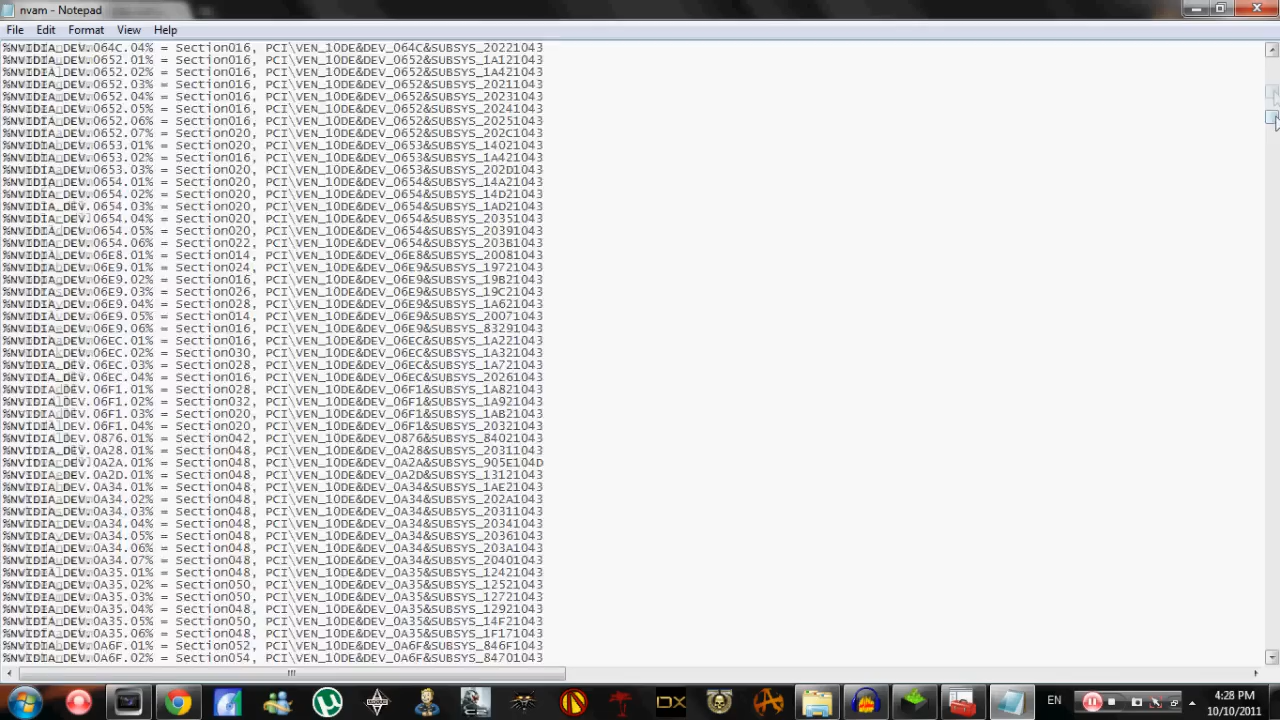 nvam - Notepad
File Edit Format View Help
%NVIDIA_DEV.064C.04% = Section016, PCI\VEN_10DE&DEV_064C&SUBSYS_20221043
%NVIDIA_DEV.0652.01% = Section016, PCI\VEN_10DE&DEV_0652&SUBSYS_1A121043
%NVIDIA_DEV.0652.02% = Section016, PCI\VEN_10DE&DEV_0652&SUBSYS_1A421043
%NVIDIA_DEV.0652.03% = Section016, PCI\VEN_10DE&DEV_0652&SUBSYS_20211043
%NVIDIA_DEV.0652.04% = Section016, PCI\VEN_10DE&DEV_0652&SUBSYS_20231043
%NVIDIA_DEV.0652.05% = Section016, PCI\VEN_10DE&DEV_0652&SUBSYS_20241043
%NVIDIA_DEV.0652.06% = Section016, PCI\VEN_10DE&DEV_0652&SUBSYS_20251043
%NVIDIA_DEV.0652.07% = Section020, PCI\VEN_10DE&DEV_0652&SUBSYS_202C1043
%NVIDIA_DEV.0653.01% = Section020, PCI\VEN_10DE&DEV_0653&SUBSYS_14021043
%NVIDIA_DEV.0653.02% = Section016, PCI\VEN_10DE&DEV_0653&SUBSYS_1A421043
%NVIDIA_DEV.0653.03% = Section020, PCI\VEN_10DE&DEV_0653&SUBSYS_202D1043
%NVIDIA_DEV.0654.01% = Section020, PCI\VEN_10DE&DEV_0654&SUBSYS_14A21043
%NVIDIA_DEV.0654.02% = Section020, PCI\VEN_10DE&DEV_0654&SUBSYS_14D21043
%NVIDIA_DEV.0654.03% = Section020, PCI\VEN_10DE&DEV_0654&SUBSYS_1AD21043
%NVIDIA_DEV.0654.04% = Section020, PCI\VEN_10DE&DEV_0654&SUBSYS_20351043
%NVIDIA_DEV.0654.05% = Section020, PCI\VEN_10DE&DEV_0654&SUBSYS_20391043
%NVIDIA_DEV.0654.06% = Section022, PCI\VEN_10DE&DEV_0654&SUBSYS_203B1043
%NVIDIA_DEV.06E8.01% = Section014, PCI\VEN_10DE&DEV_06E8&SUBSYS_20081043
%NVIDIA_DEV.06E9.01% = Section024, PCI\VEN_10DE&DEV_06E9&SUBSYS_19721043
%NVIDIA_DEV.06E9.02% = Section016, PCI\VEN_10DE&DEV_06E9&SUBSYS_19B21043
%NVIDIA_DEV.06E9.03% = Section026, PCI\VEN_10DE&DEV_06E9&SUBSYS_19C21043
%NVIDIA_DEV.06E9.04% = Section028, PCI\VEN_10DE&DEV_06E9&SUBSYS_1A621043
%NVIDIA_DEV.06E9.05% = Section014, PCI\VEN_10DE&DEV_06E9&SUBSYS_20071043
%NVIDIA_DEV.06E9.06% = Section016, PCI\VEN_10DE&DEV_06E9&SUBSYS_83291043
%NVIDIA_DEV.06EC.01% = Section016, PCI\VEN_10DE&DEV_06EC&SUBSYS_1A221043
%NVIDIA_DEV.06EC.02% = Section030, PCI\VEN_10DE&DEV_06EC&SUBSYS_1A321043
%NVIDIA_DEV.06EC.03% = Section028, PCI\VEN_10DE&DEV_06EC&SUBSYS_1A721043
%NVIDIA_DEV.06EC.04% = Section016, PCI\VEN_10DE&DEV_06EC&SUBSYS_20261043
%NVIDIA_DEV.06F1.01% = Section028, PCI\VEN_10DE&DEV_06F1&SUBSYS_1A821043
%NVIDIA_DEV.06F1.02% = Section032, PCI\VEN_10DE&DEV_06F1&SUBSYS_1A921043
%NVIDIA_DEV.06F1.03% = Section020, PCI\VEN_10DE&DEV_06F1&SUBSYS_1AB21043
%NVIDIA_DEV.06F1.04% = Section020, PCI\VEN_10DE&DEV_06F1&SUBSYS_20321043
%NVIDIA_DEV.0876.01% = Section042, PCI\VEN_10DE&DEV_0876&SUBSYS_84021043
%NVIDIA_DEV.0A28.01% = Section048, PCI\VEN_10DE&DEV_0A28&SUBSYS_20311043
%NVIDIA_DEV.0A2A.01% = Section048, PCI\VEN_10DE&DEV_0A2A&SUBSYS_905E104D
%NVIDIA_DEV.0A2D.01% = Section048, PCI\VEN_10DE&DEV_0A2D&SUBSYS_13121043
%NVIDIA_DEV.0A34.01% = Section048, PCI\VEN_10DE&DEV_0A34&SUBSYS_1AE21043
%NVIDIA_DEV.0A34.02% = Section048, PCI\VEN_10DE&DEV_0A34&SUBSYS_202A1043
%NVIDIA_DEV.0A34.03% = Section048, PCI\VEN_10DE&DEV_0A34&SUBSYS_20311043
%NVIDIA_DEV.0A34.04% = Section048, PCI\VEN_10DE&DEV_0A34&SUBSYS_20341043
%NVIDIA_DEV.0A34.05% = Section048, PCI\VEN_10DE&DEV_0A34&SUBSYS_20361043
%NVIDIA_DEV.0A34.06% = Section048, PCI\VEN_10DE&DEV_0A34&SUBSYS_203A1043
%NVIDIA_DEV.0A34.07% = Section048, PCI\VEN_10DE&DEV_0A34&SUBSYS_20401043
%NVIDIA_DEV.0A35.01% = Section048, PCI\VEN_10DE&DEV_0A35&SUBSYS_12421043
%NVIDIA_DEV.0A35.02% = Section050, PCI\VEN_10DE&DEV_0A35&SUBSYS_12521043
%NVIDIA_DEV.0A35.03% = Section050, PCI\VEN_10DE&DEV_0A35&SUBSYS_12721043
%NVIDIA_DEV.0A35.04% = Section048, PCI\VEN_10DE&DEV_0A35&SUBSYS_12921043
%NVIDIA_DEV.0A35.05% = Section050, PCI\VEN_10DE&DEV_0A35&SUBSYS_14F21043
%NVIDIA_DEV.0A35.06% = Section048, PCI\VEN_10DE&DEV_0A35&SUBSYS_1F171043
%NVIDIA_DEV.0A6F.01% = Section052, PCI\VEN_10DE&DEV_0A6F&SUBSYS_846F1043
%NVIDIA_DEV.0A6F.02% = Section054, PCI\VEN_10DE&DEV_0A6F&SUBSYS_84701043
DX
EN
4:28 PM
10/10/2011